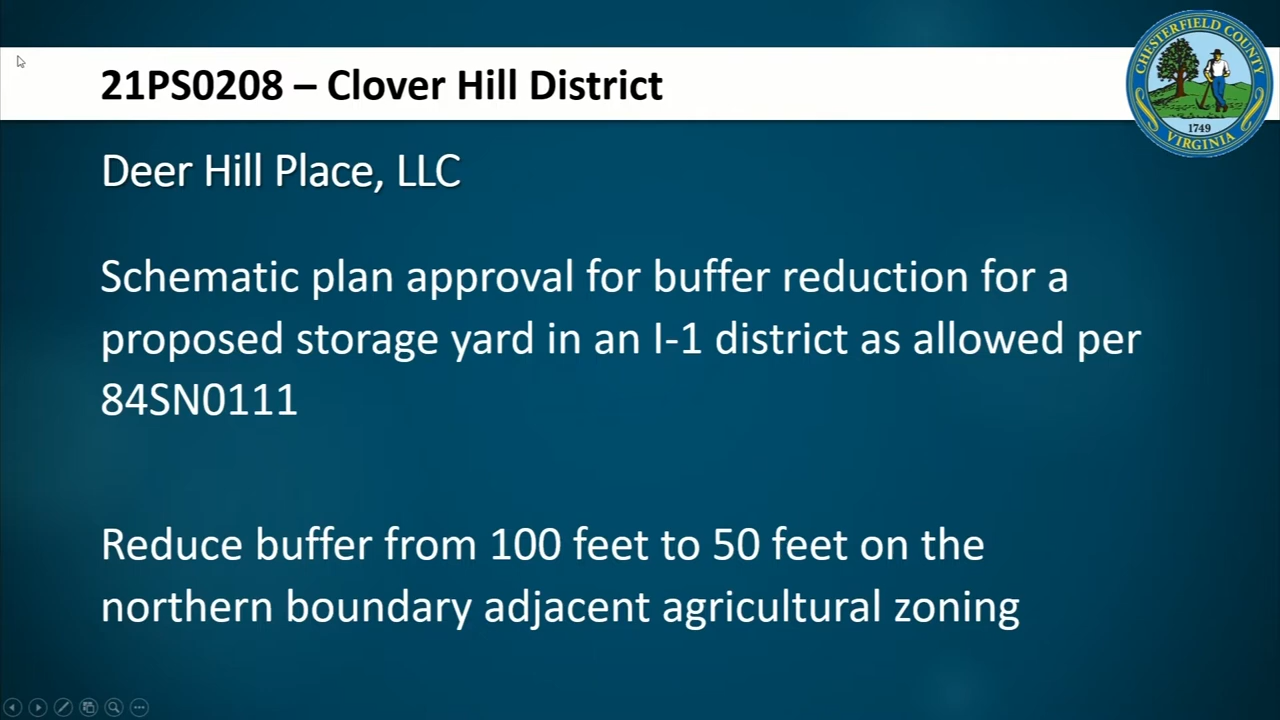 21PS0208 – Clover Hill District
CHESTERFIELD COUNTY
1749
VIRGINIA
Deer Hill Place, LLC
Schematic plan approval for buffer reduction for a
proposed storage yard in an I-1 district as allowed per
84SN0111
Reduce buffer from 100 feet to 50 feet on the
northern boundary adjacent agricultural zoning